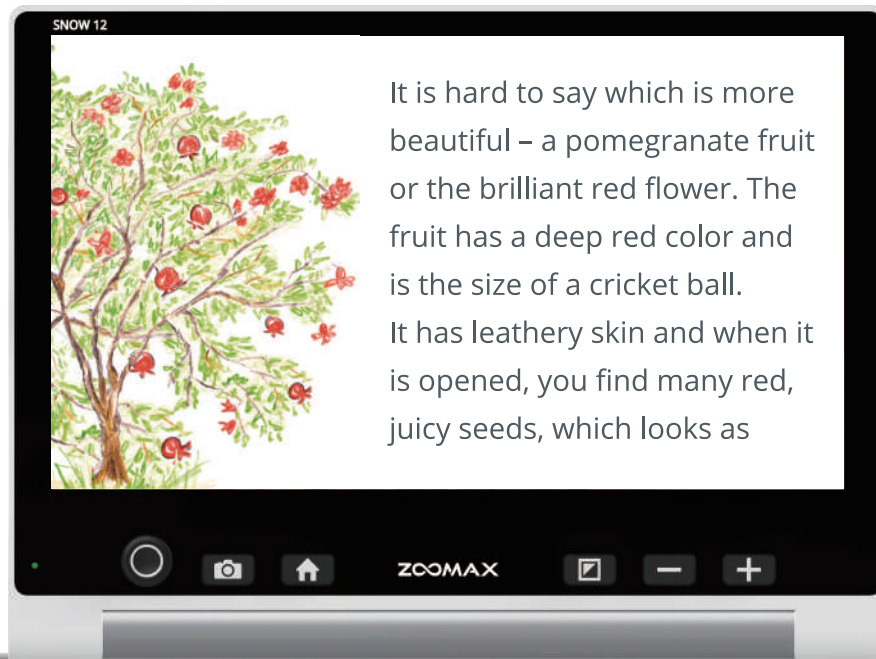 SNOW 12
It is hard to say which is more
beautiful – a pomegranate fruit
or the brilliant red flower. The
fruit has a deep red color and
is the size of a cricket ball.
It has leathery skin and when it
is opened, you find many red,
juicy seeds, which looks as
ZOOMAX